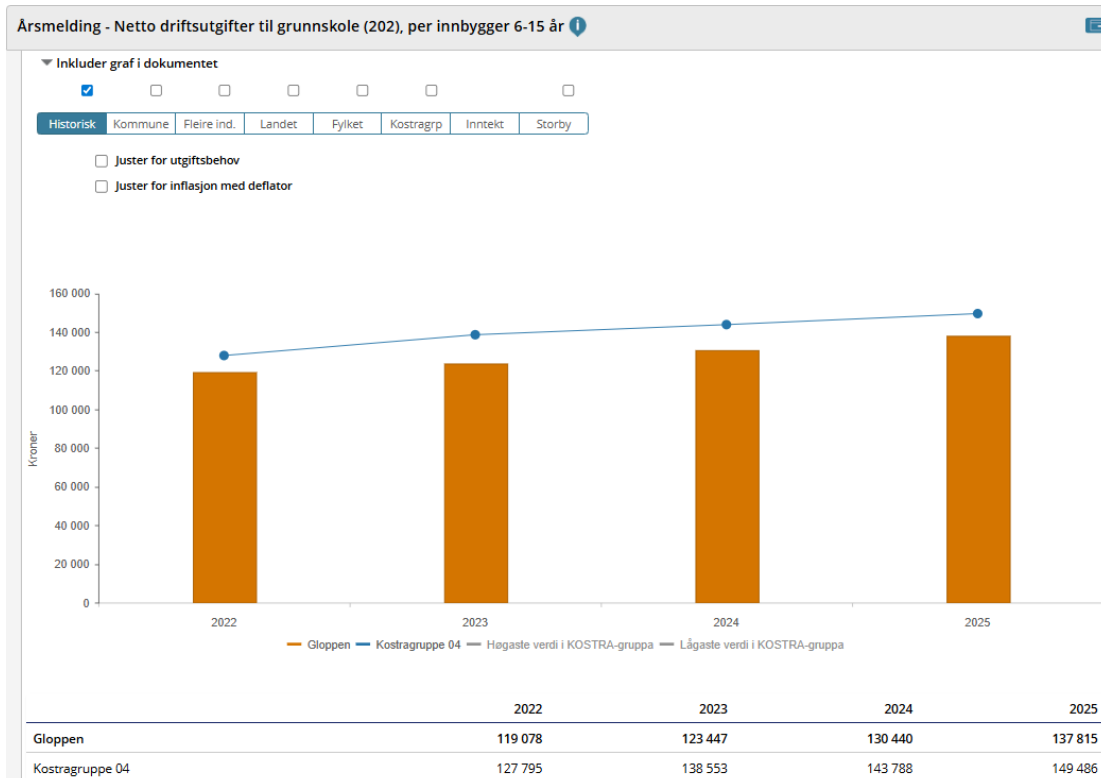 Årsmelding - Netto driftsutgifter til grunnskole (202), per innbygger 6-15 år
Inkluder graf i dokumentet
Historisk Kommune Fleire ind. Landet Fylket Kostragrp Inntekt Storby
Juster for utgiftsbehov
Juster for inflasjon med deflator
160 000
140 000
120 000
100 000
80 000
60 000
40 000
20 000
0
Kroner
2022 2023 2024 2025
Gloppen Kostragruppe 04 Høgaste verdi i KOSTRA-gruppa Lågaste verdi i KOSTRA-gruppa
2022 2023 2024 2025
Gloppen 119 078 123 447 130 440 137 815
Kostragruppe 04 127 795 138 553 143 788 149 486